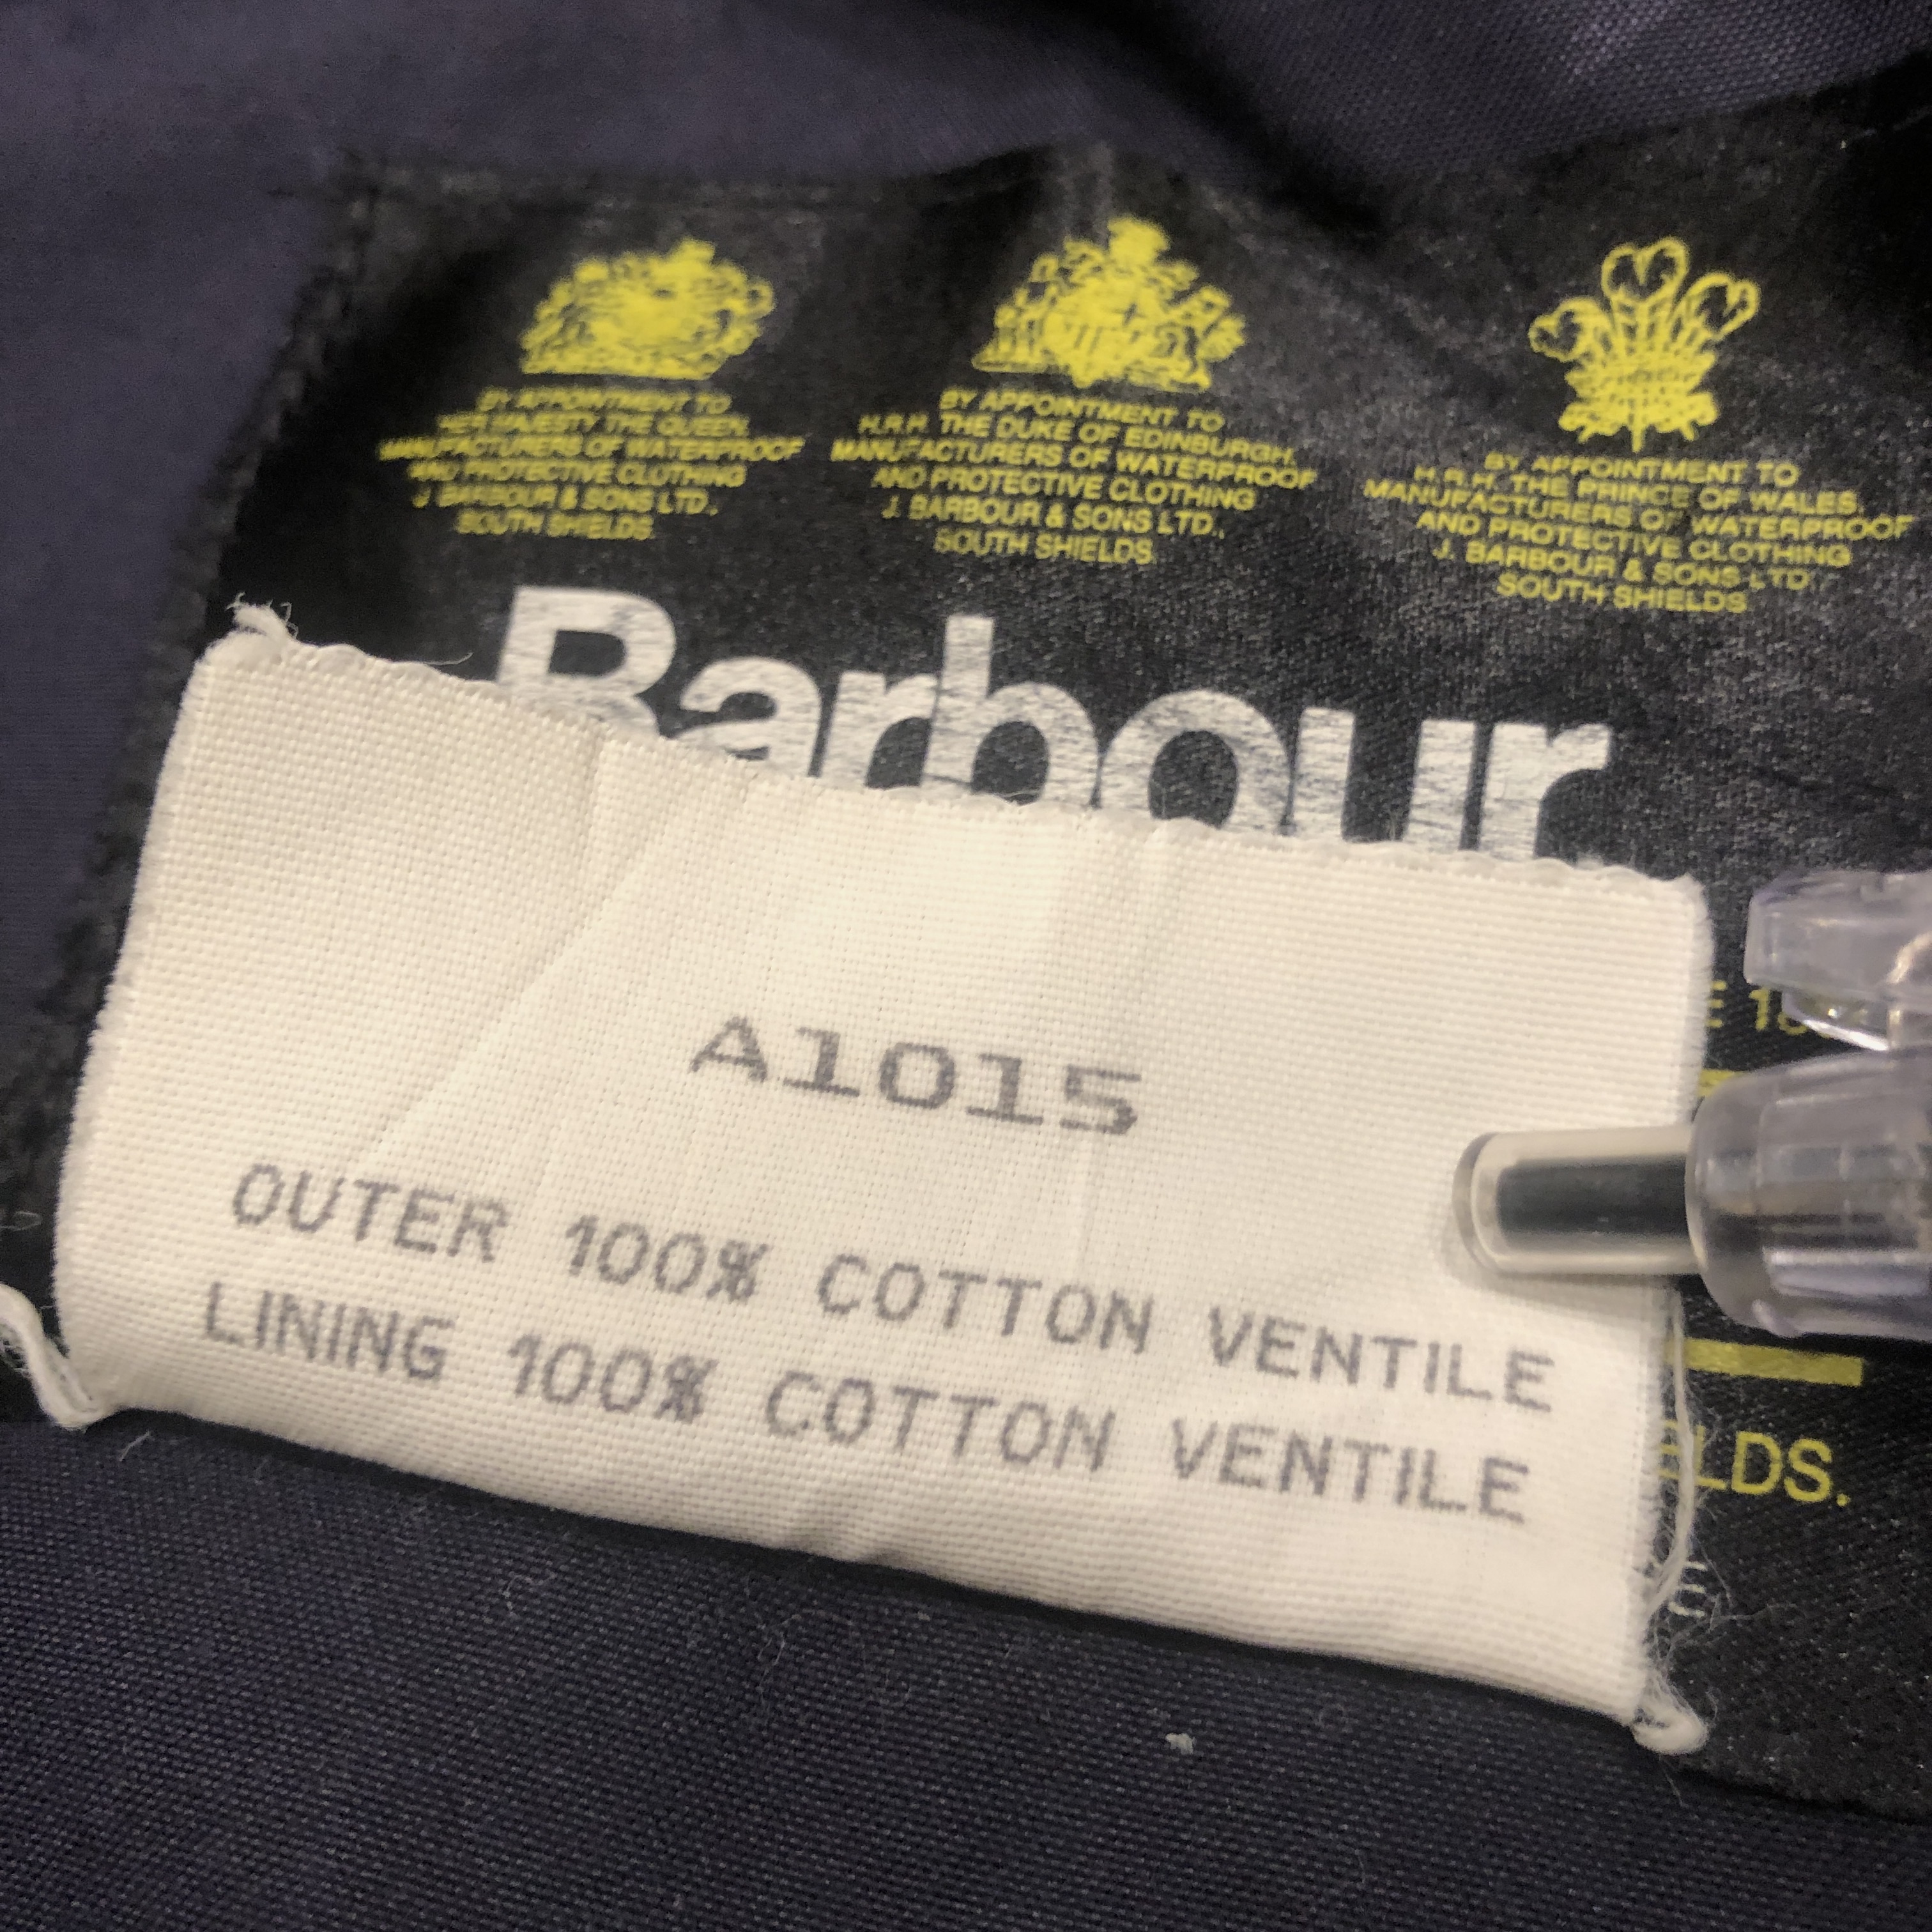 BY APPOINTMENT TO
HER MAJESTY THE QUEEN,
MANUFACTURERS OF WATERPROOF
AND PROTECTIVE CLOTHING
J. BARBOUR & SONS LTD.,
SOUTH SHIELDS.
BY APPOINTMENT TO
H.R.H. THE DUKE OF EDINBURGH,
MANUFACTURERS OF WATERPROOF
AND PROTECTIVE CLOTHING
J. BARBOUR & SONS LTD.,
SOUTH SHIELDS.
BY APPOINTMENT TO
H.R.H. THE PRINCE OF WALES,
MANUFACTURERS OF WATERPROOF
AND PROTECTIVE CLOTHING
J. BARBOUR & SONS LTD
SOUTH SHIELDS
Barbour
A1015
OUTER 100% COTTON VENTILE
LINING 100% COTTON VENTILE
LDS.